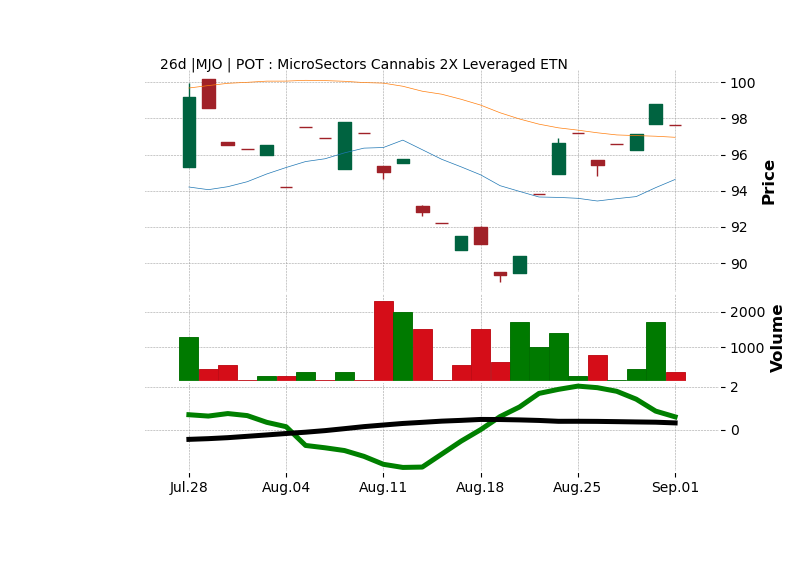 26d |MJO | POT : MicroSectors Cannabis 2X Leveraged ETN
100
98
96
94
92
90
Price
2000
1000
Volume
2
0
Jul.28 Aug.04 Aug.11 Aug.18 Aug.25 Sep.01